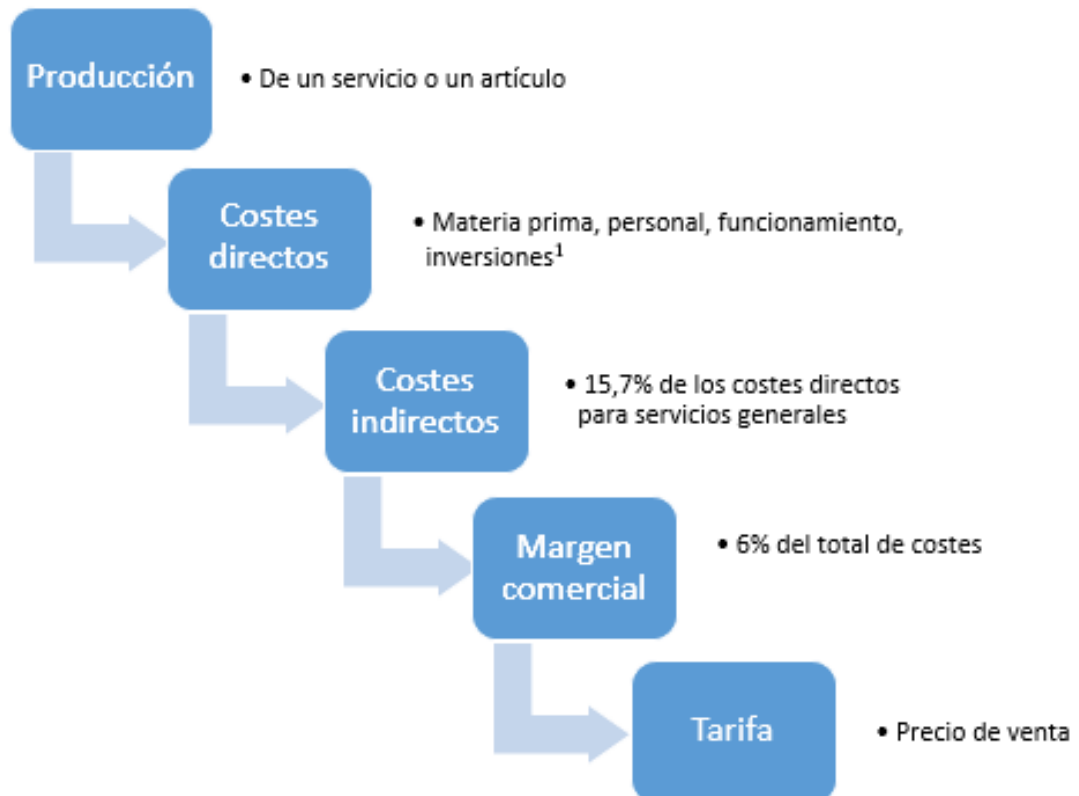 Producción
• De un servicio o un artículo
Costes
directos
• Materia prima, personal, funcionamiento,
inversiones¹
Costes
indirectos
• 15,7% de los costes directos
para servicios generales
Margen
comercial
• 6% del total de costes
Tarifa
• Precio de venta